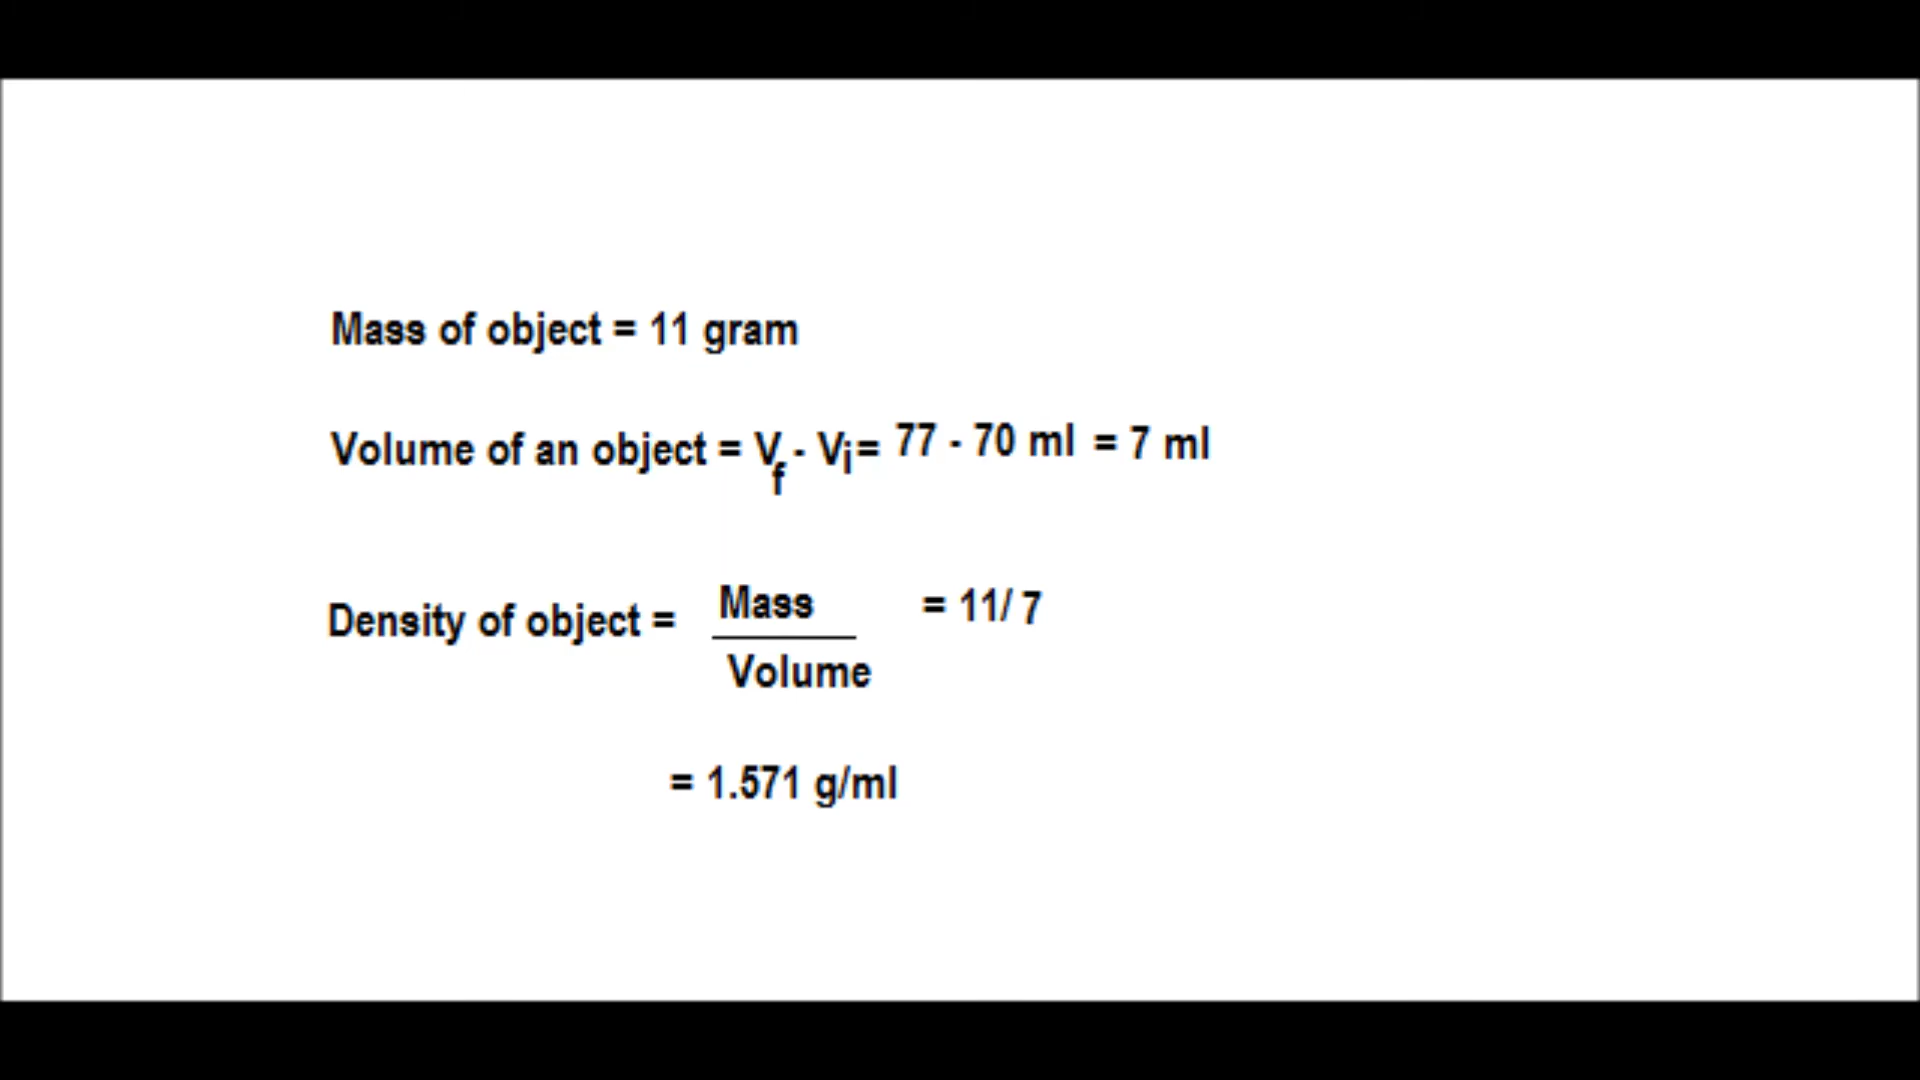 Mass of object = 11 gram
Volume of an object = Vf - Vi = 77 - 70 ml = 7 ml
Density of object = Mass / Volume = 11/ 7
= 1.571 g/ml